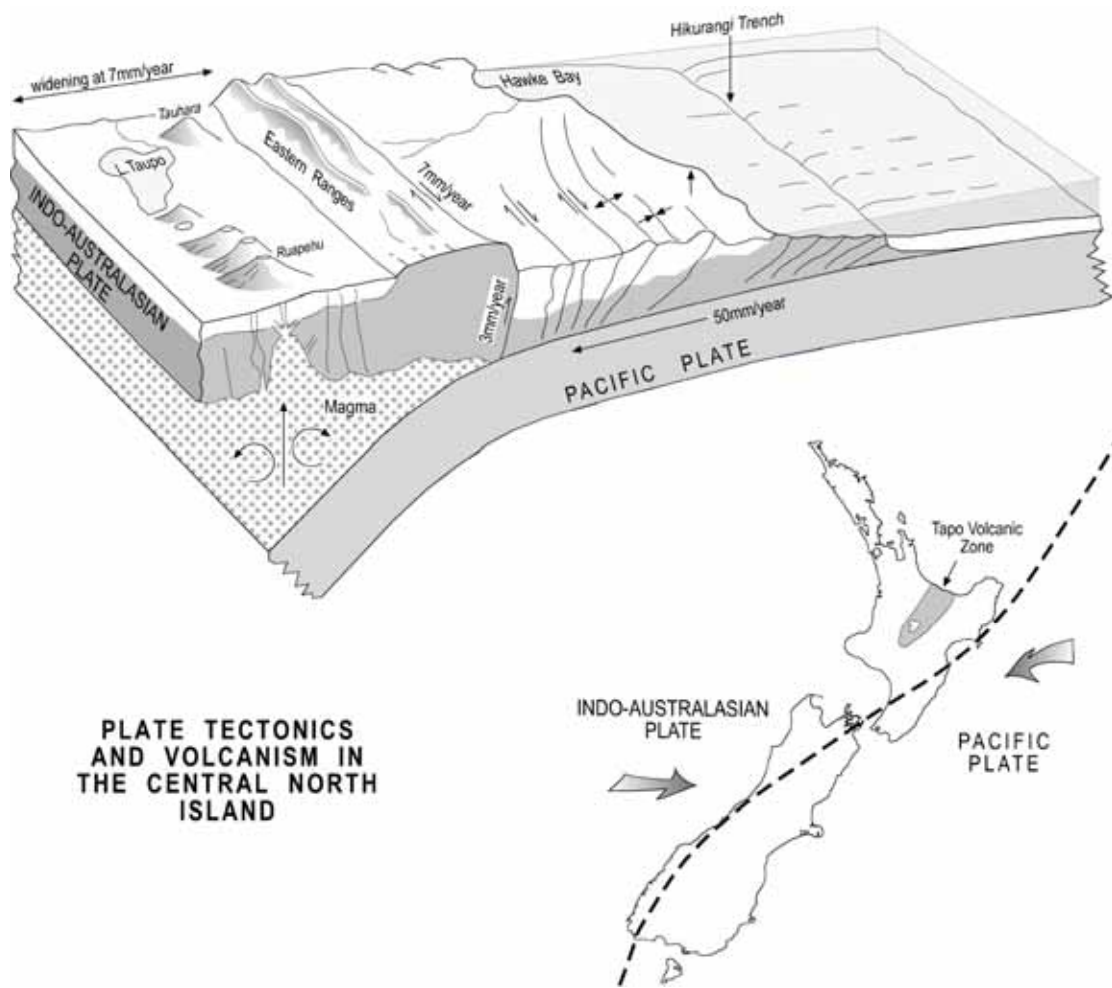 Hikurangi Trench
widening at 7mm/year
Hawke Bay
Tauhara
L.Taupo
Eastern Ranges
7mm/year
INDO-AUSTRALASIAN
PLATE
Ruapehu
3mm/year
50mm/year
PACIFIC PLATE
Magma
Tapo Volcanic
Zone
INDO-AUSTRALASIAN
PLATE
PACIFIC
PLATE
PLATE TECTONICS
AND VOLCANISM IN
THE CENTRAL NORTH
ISLAND